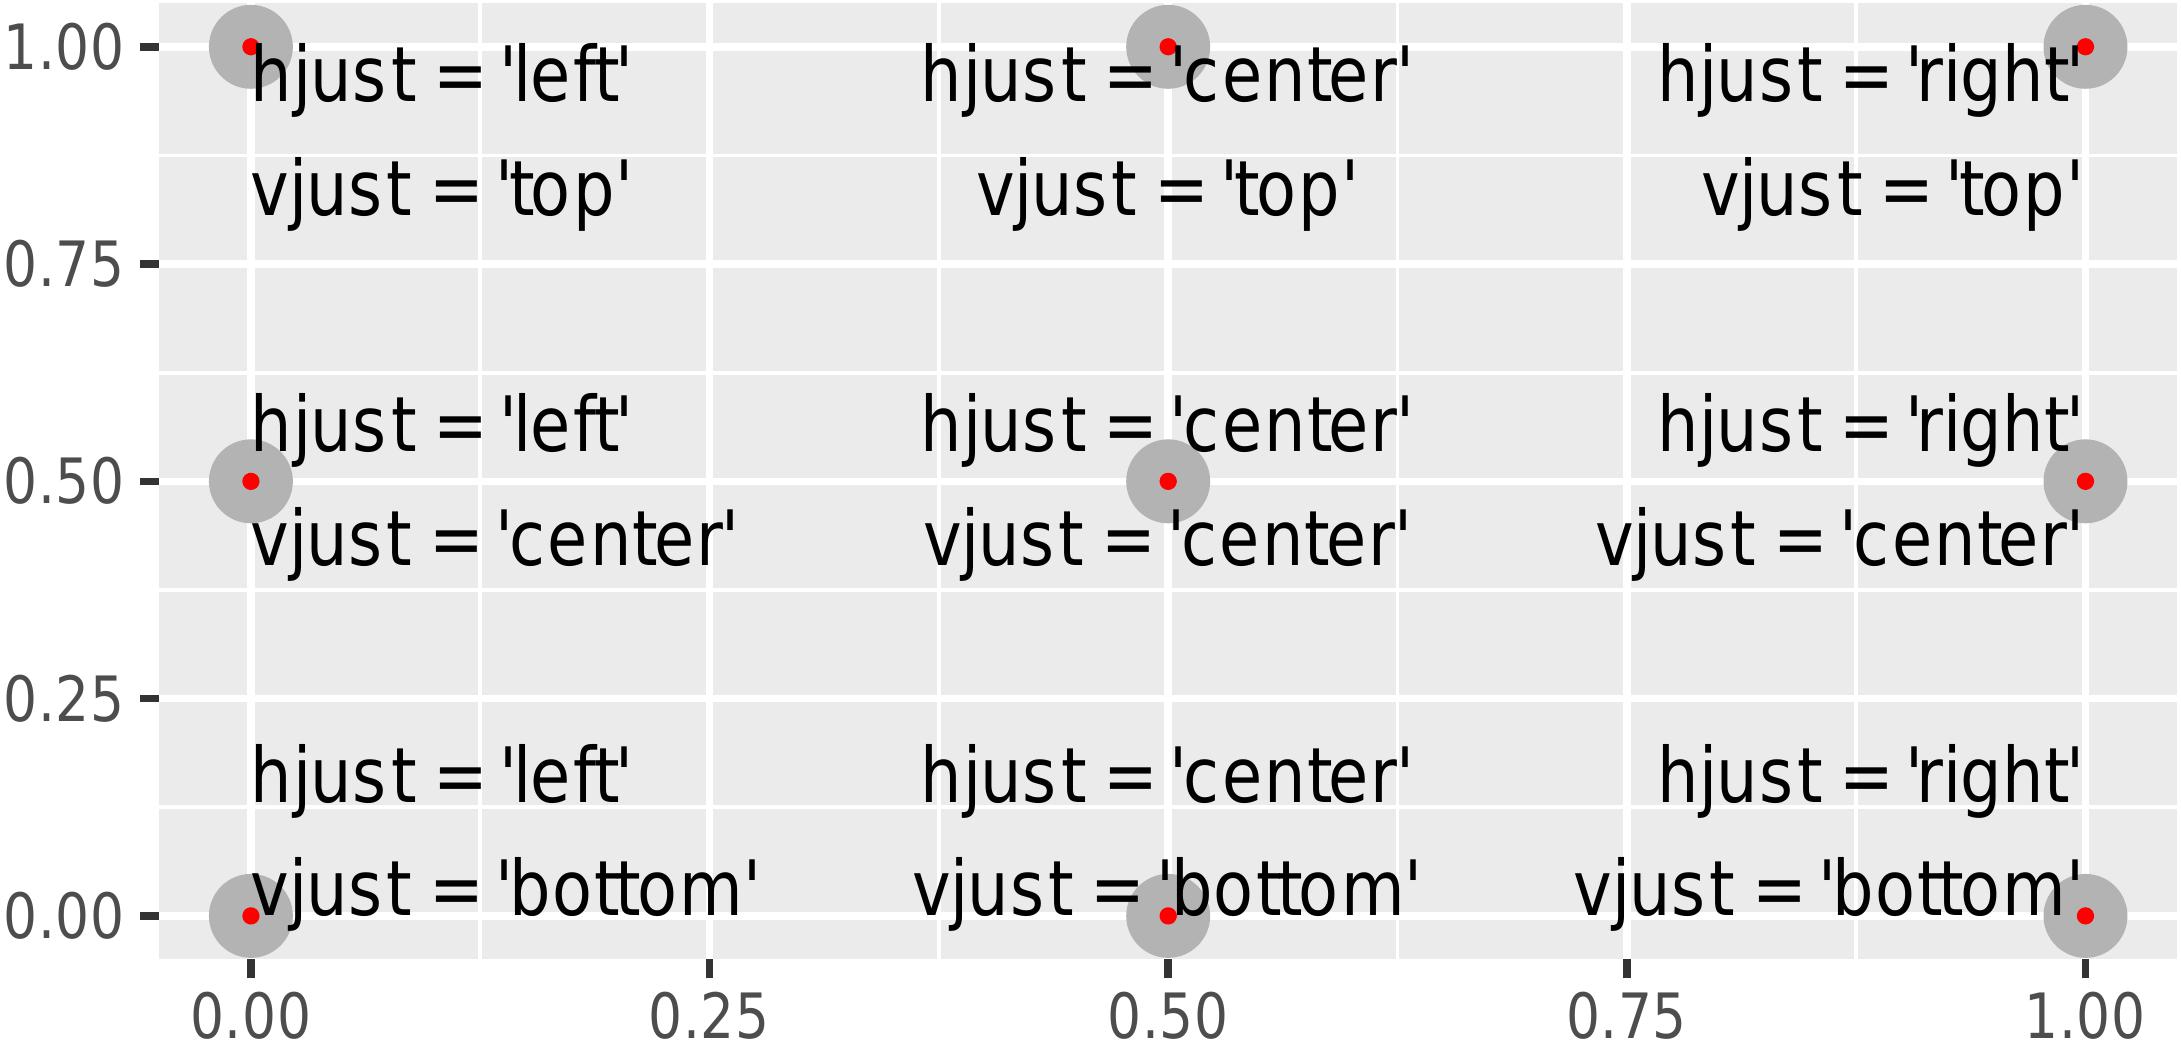 1.00
hjust = 'left' hjust = 'center' hjust = 'right'
vjust = 'top' vjust = 'top' vjust = 'top'
0.75
hjust = 'left' hjust = 'center' hjust = 'right'
0.50
vjust = 'center' vjust = 'center' vjust = 'center'
0.25
hjust = 'left' hjust = 'center' hjust = 'right'
vjust = 'bottom' vjust = 'bottom' vjust = 'bottom'
0.00
0.00 0.25 0.50 0.75 1.00